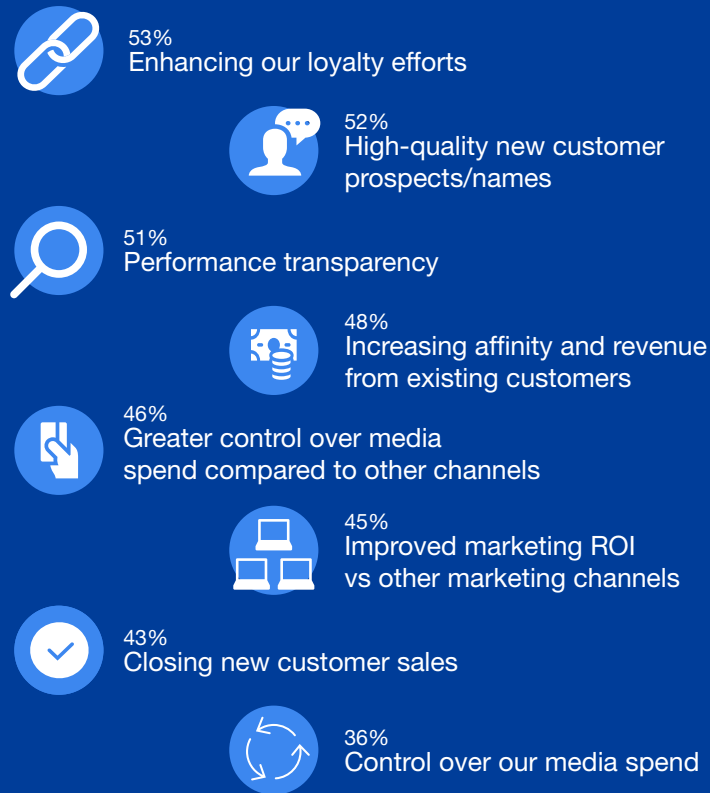 53%
Enhancing our loyalty efforts
52%
High-quality new customer
prospects/names
51%
Performance transparency
48%
Increasing affinity and revenue
from existing customers
46%
Greater control over media
spend compared to other channels
45%
Improved marketing ROI
vs other marketing channels
43%
Closing new customer sales
36%
Control over our media spend